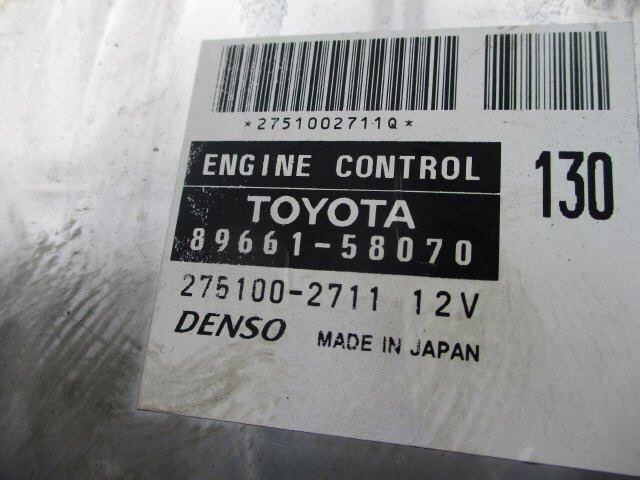 *2751002711Q*
ENGINE CONTROL
130
TOYOTA
89661-58070
275100-2711 12V
DENSO MADE IN JAPAN